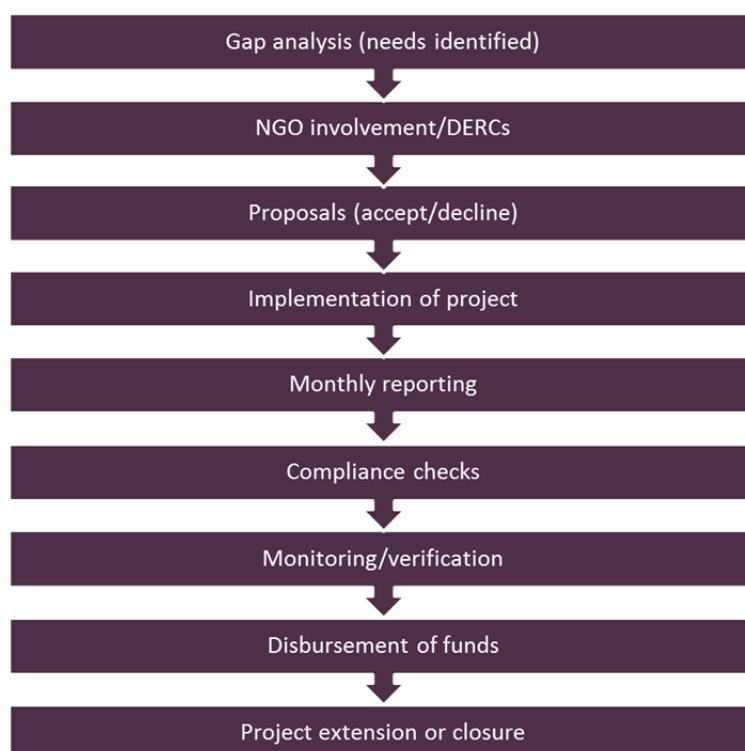 Gap analysis (needs identified)
NGO involvement/DERCs
Proposals (accept/decline)
Implementation of project
Monthly reporting
Compliance checks
Monitoring/verification
Disbursement of funds
Project extension or closure